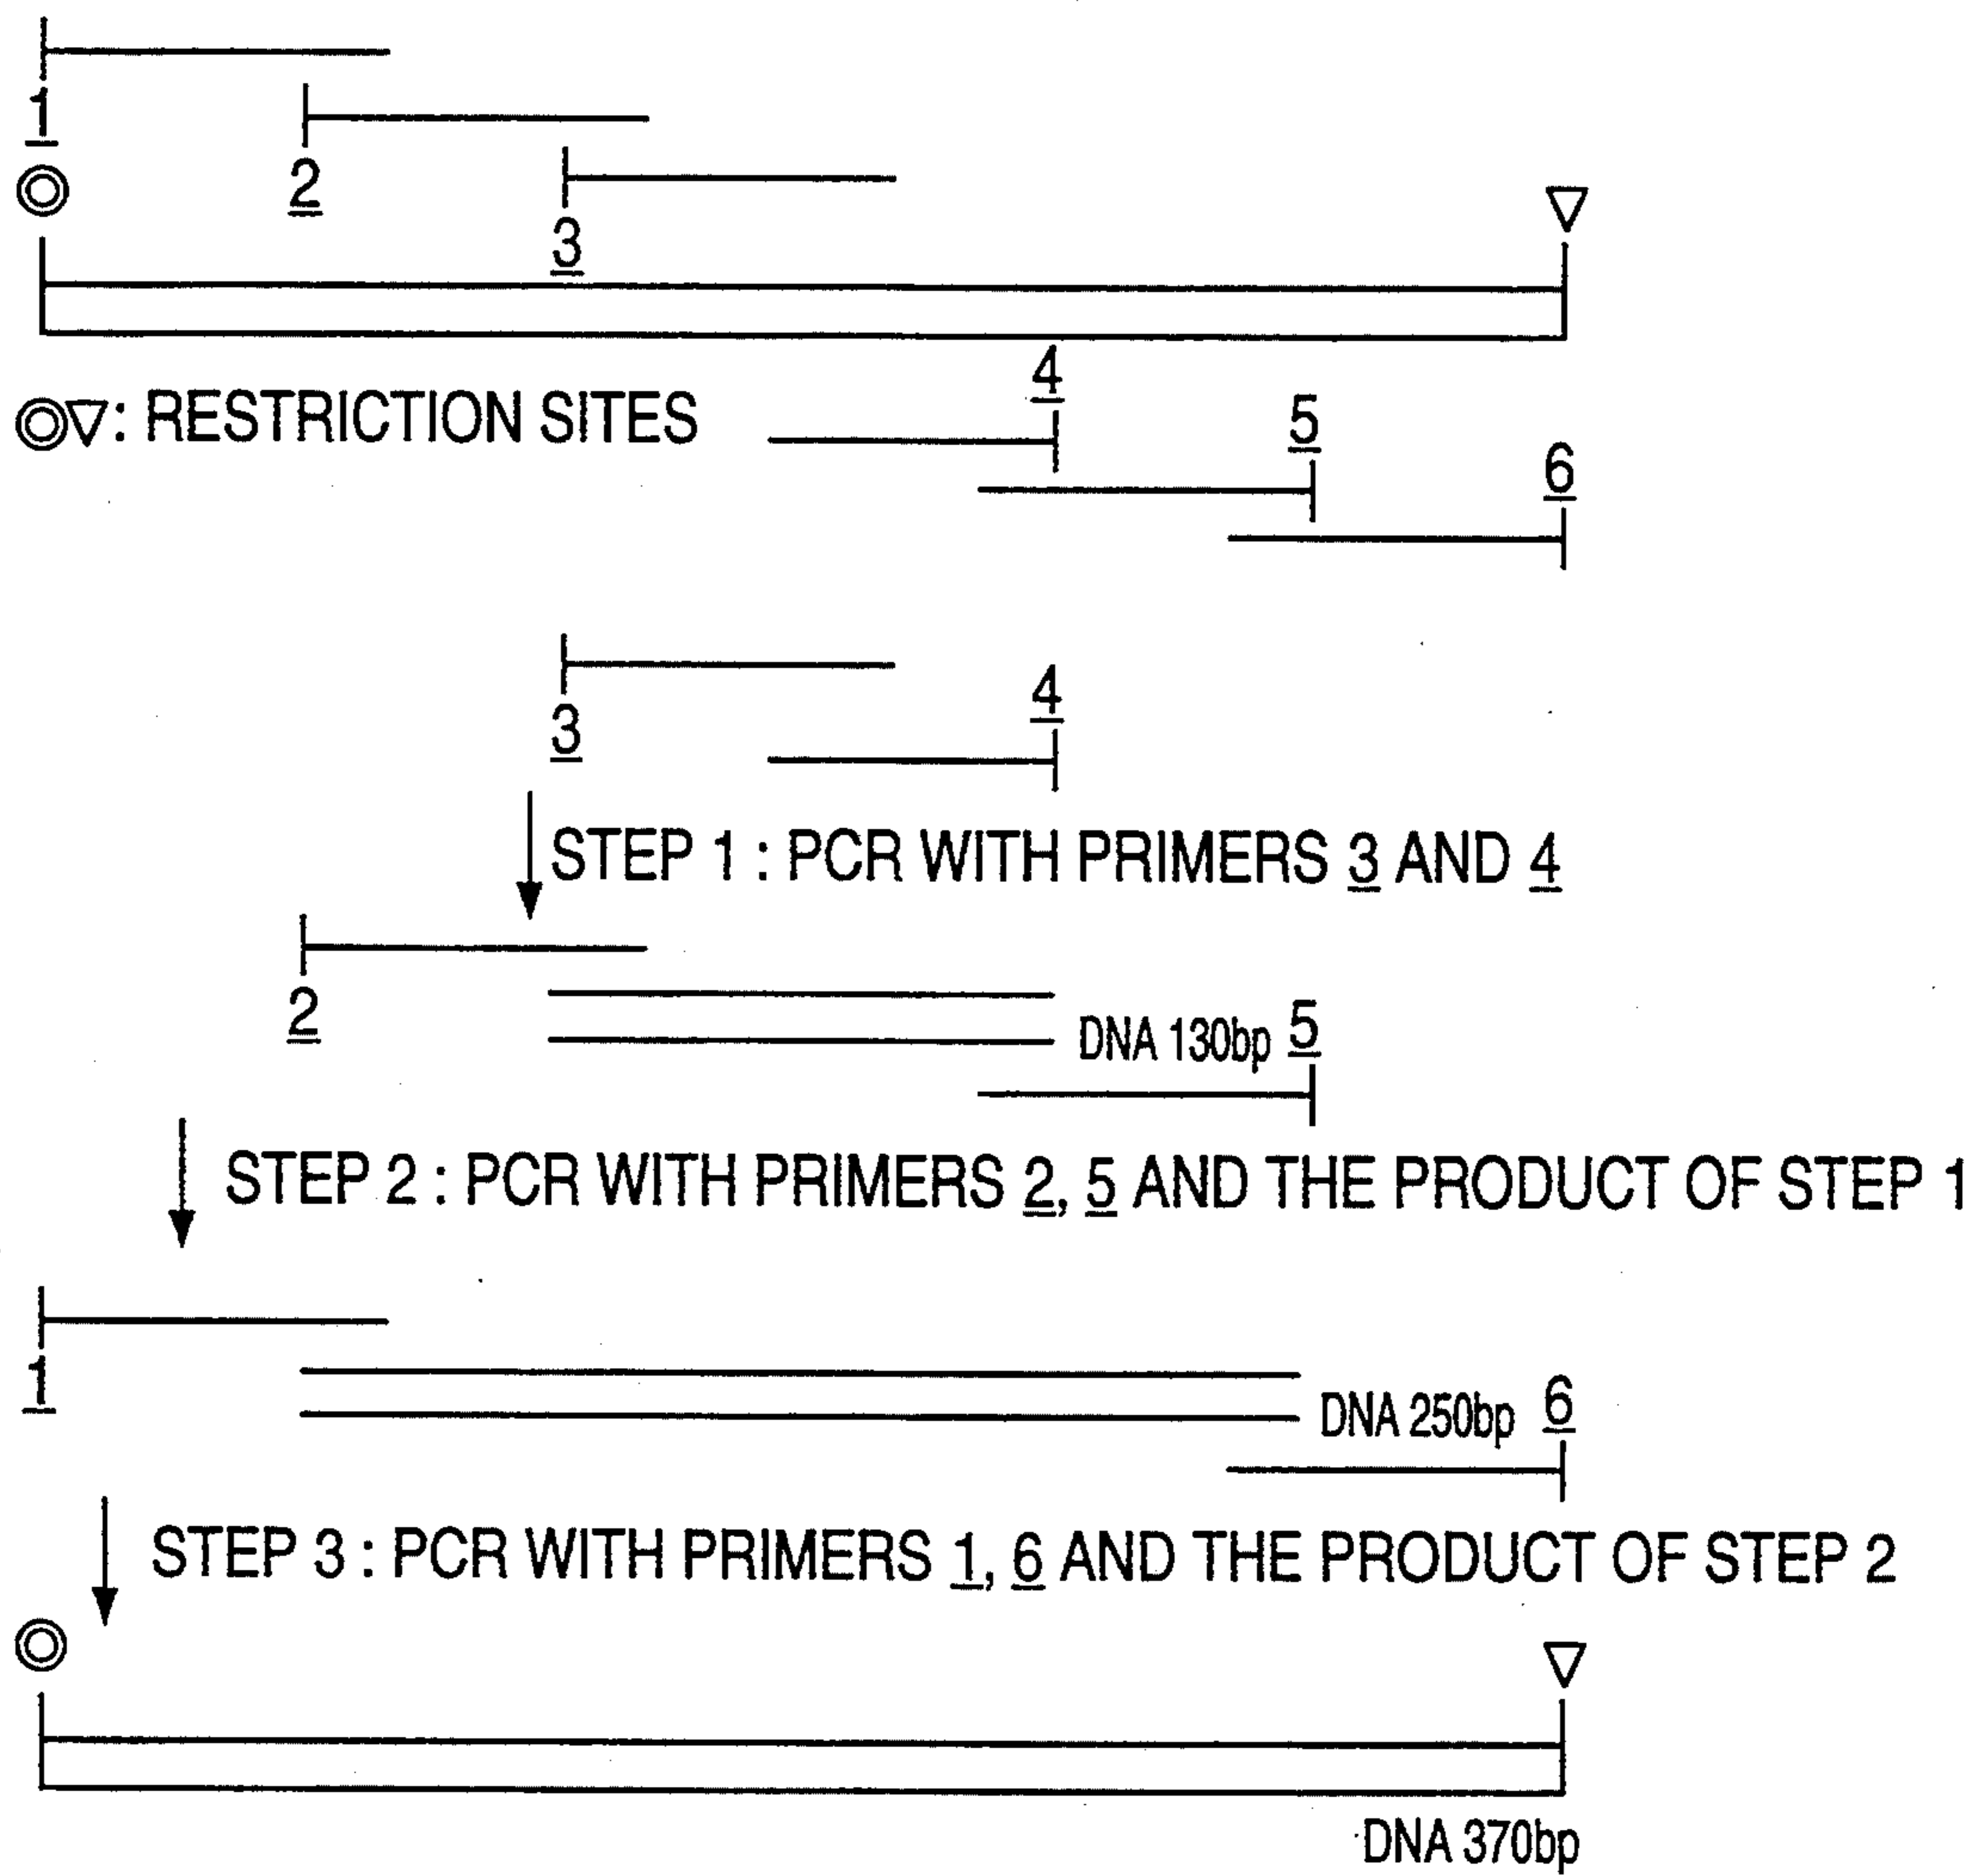 1
2
3
◎▽: RESTRICTION SITES
4
5
6
3
4
STEP 1 : PCR WITH PRIMERS 3 AND 4
2
DNA 130bp 5
STEP 2 : PCR WITH PRIMERS 2, 5 AND THE PRODUCT OF STEP 1
1
DNA 250bp 6
STEP 3 : PCR WITH PRIMERS 1, 6 AND THE PRODUCT OF STEP 2
DNA 370bp